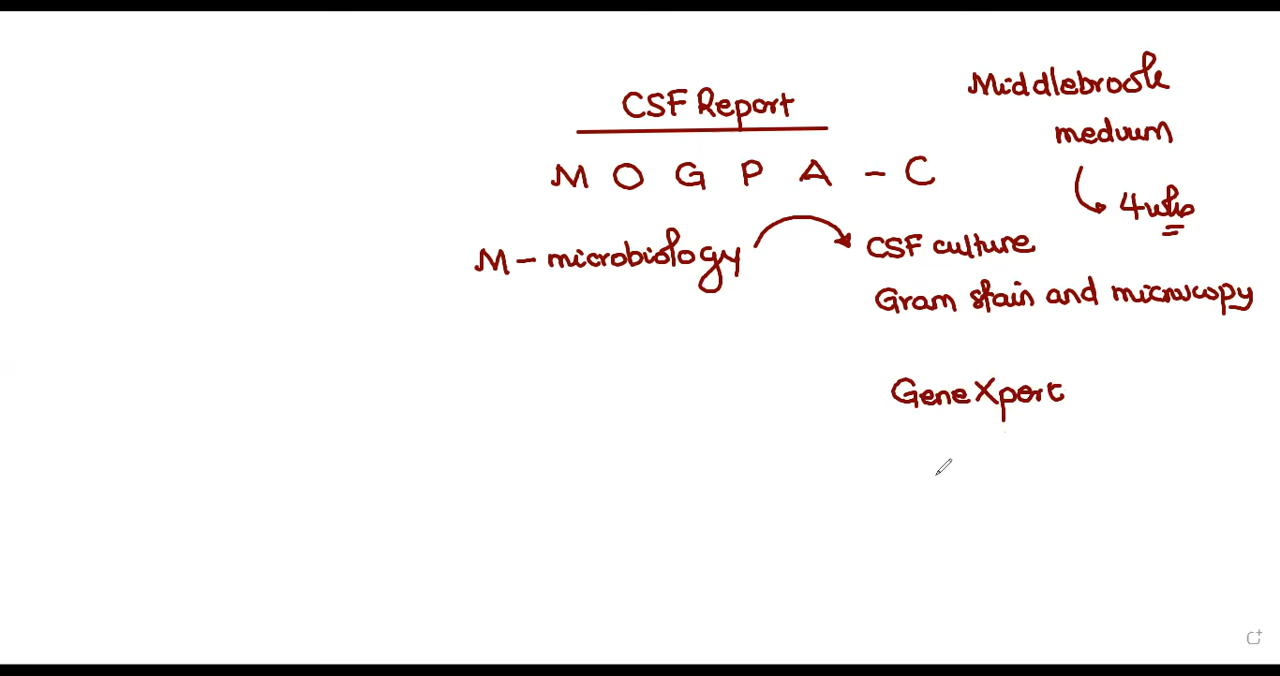 CSF Report
M O G P A - C
Middlebrook
medium
4wks
M - microbiology
CSF culture
Gram stain and microscopy
GeneXpert